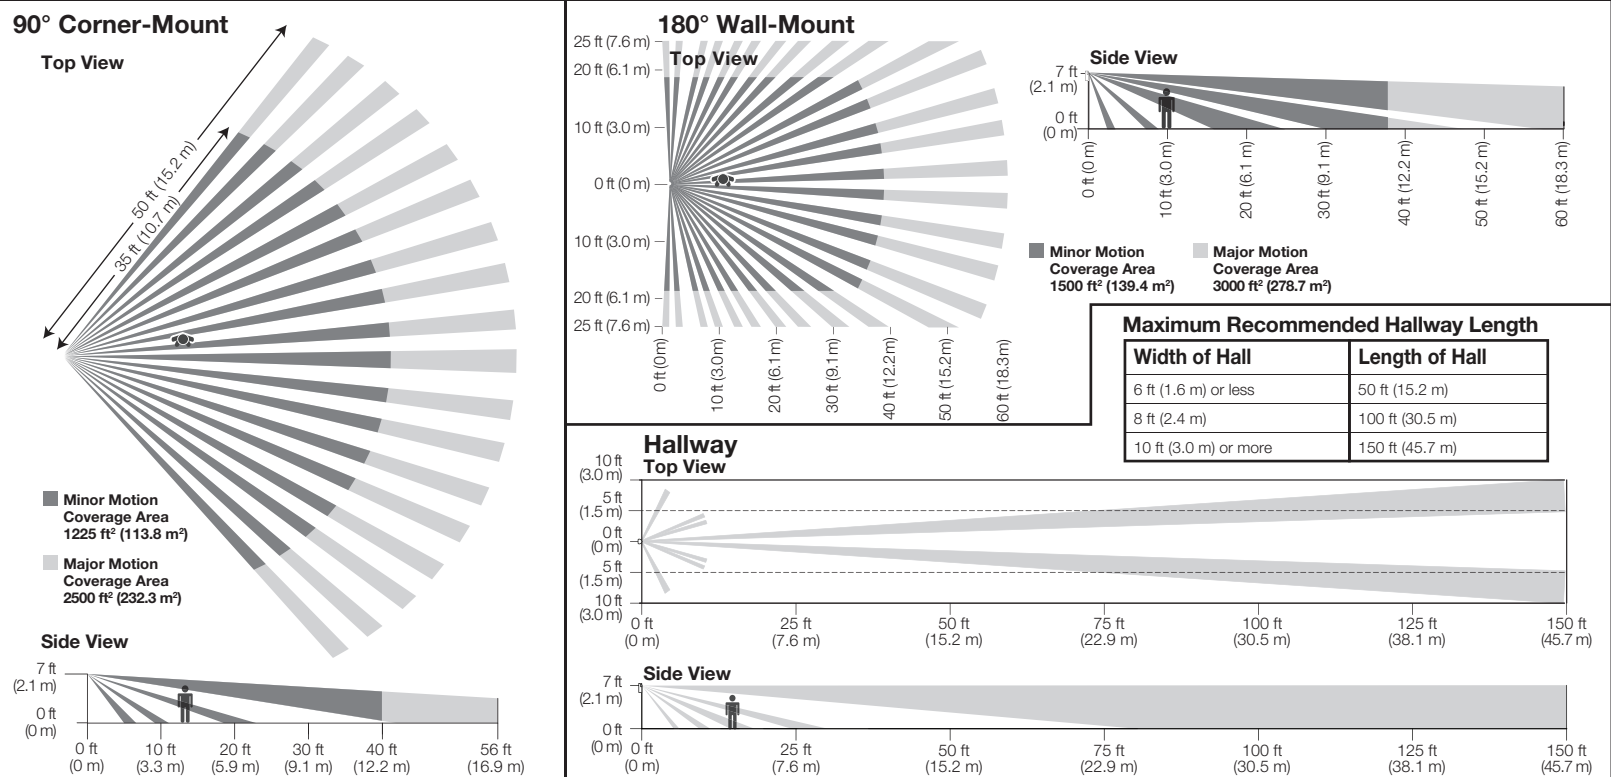 90° Corner-Mount
Top View
50 ft (15.2 m)
35 ft (10.7 m)
Minor Motion
Coverage Area
1225 ft² (113.8 m²)
Major Motion
Coverage Area
2500 ft² (232.3 m²)
Side View
7 ft
(2.1 m)
0 ft
(0 m)
0 ft 10 ft 20 ft 30 ft 40 ft 56 ft
(0 m) (3.3 m) (5.9 m) (9.1 m) (12.2 m) (16.9 m)
180° Wall-Mount
Top View
25 ft (7.6 m)
20 ft (6.1 m)
10 ft (3.0 m)
0 ft (0 m)
10 ft (3.0 m)
20 ft (6.1 m)
25 ft (7.6 m)
0 ft (0m)
10 ft (3.0 m)
20 ft (6.1 m)
30 ft (9.1 m)
40 ft (12.2 m)
50 ft (15.2 m)
60 ft (18.3m)
Side View
7 ft
(2.1 m)
0 ft
(0 m)
0 ft (0 m)
10 ft (3.0 m)
20 ft (6.1 m)
30 ft (9.1 m)
40 ft (12.2 m)
50 ft (15.2 m)
60 ft (18.3 m)
Minor Motion
Coverage Area
1500 ft² (139.4 m²)
Major Motion
Coverage Area
3000 ft² (278.7 m²)
Maximum Recommended Hallway Length
Width of Hall Length of Hall
6 ft (1.6 m) or less 50 ft (15.2 m)
8 ft (2.4 m) 100 ft (30.5 m)
10 ft (3.0 m) or more 150 ft (45.7 m)
Hallway
Top View
10 ft
(3.0 m)
5 ft
(1.5 m)
0 ft
(0 m)
5 ft
(1.5 m)
10 ft
(3.0 m)
0 ft 25 ft 50 ft 75 ft 100 ft 125 ft 150 ft
(0 m) (7.6 m) (15.2 m) (22.9 m) (30.5 m) (38.1 m) (45.7 m)
Side View
7 ft
(2.1 m)
0 ft
(0 m)
0 ft 25 ft 50 ft 75 ft 100 ft 125 ft 150 ft
(0 m) (7.6 m) (15.2 m) (22.9 m) (30.5 m) (38.1 m) (45.7 m)